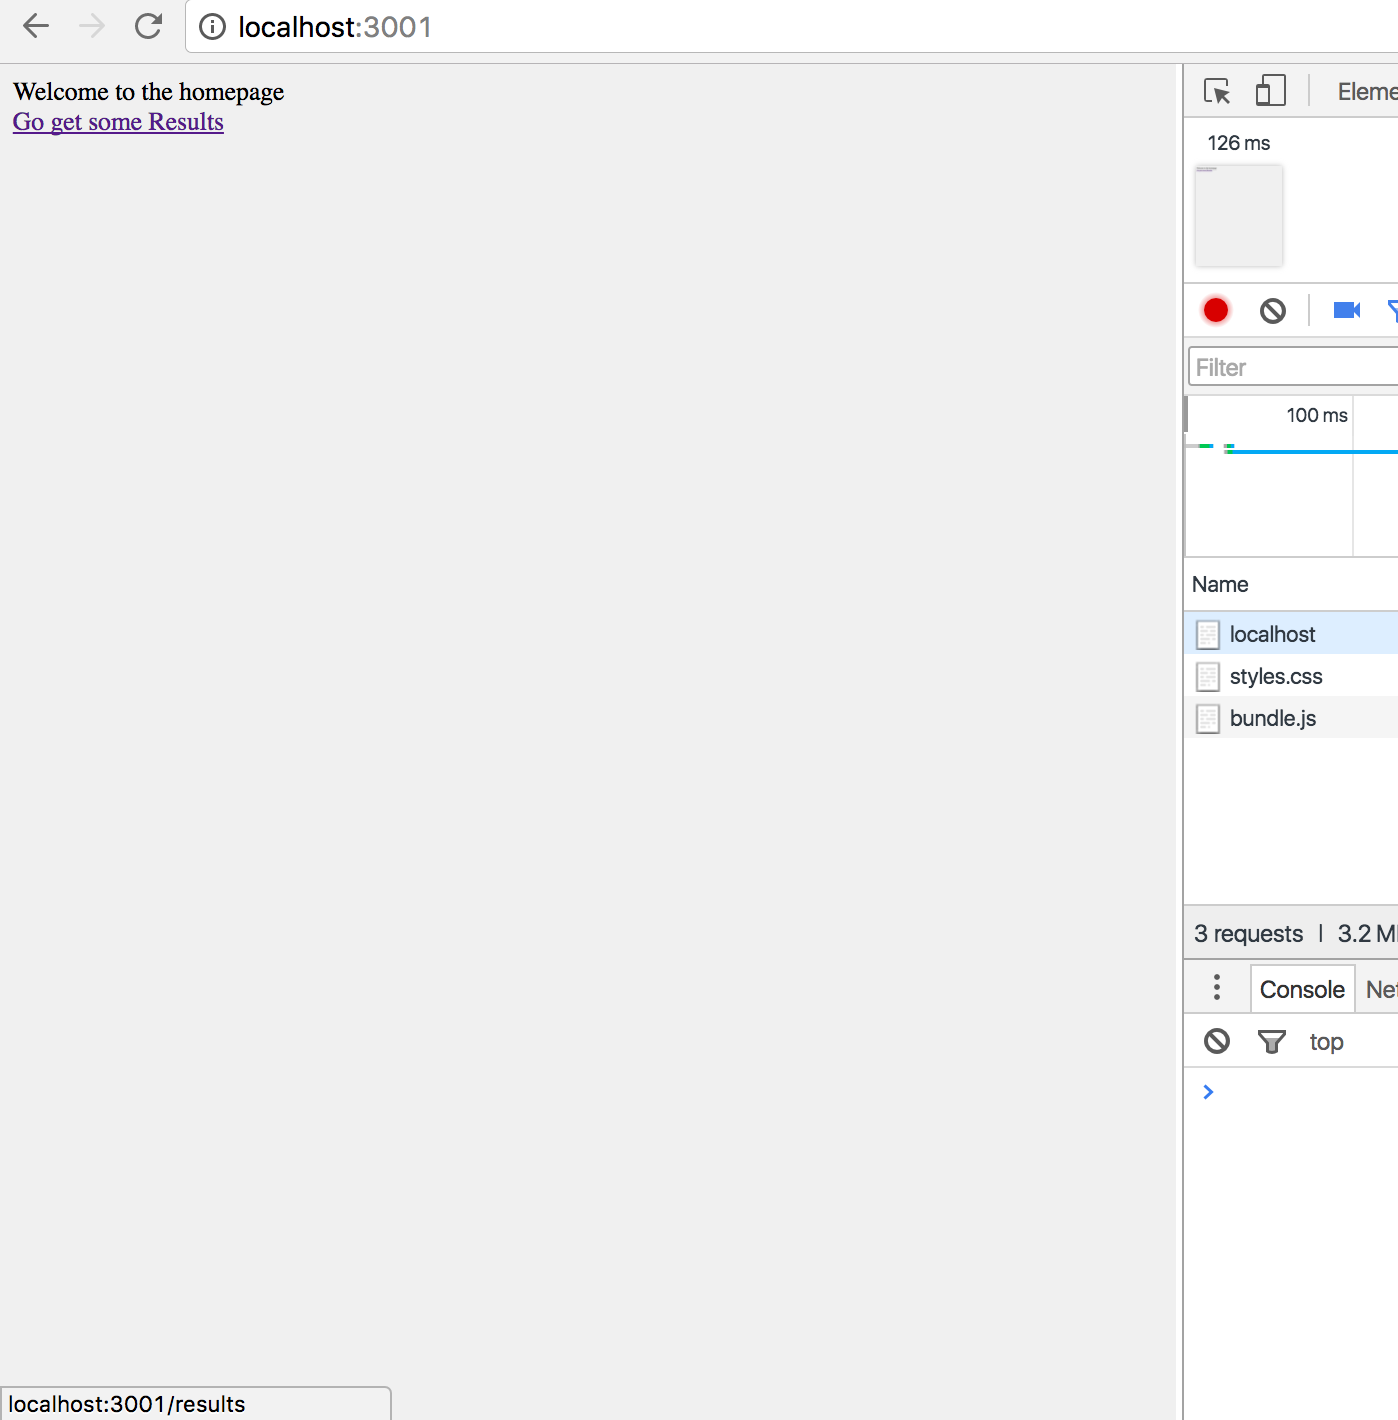 localhost:3001
Welcome to the homepage
Go get some Results
Eleme
126 ms
Filter
100 ms
Name
localhost
styles.css
bundle.js
3 requests | 3.2 M
Console Net
top
localhost:3001/results